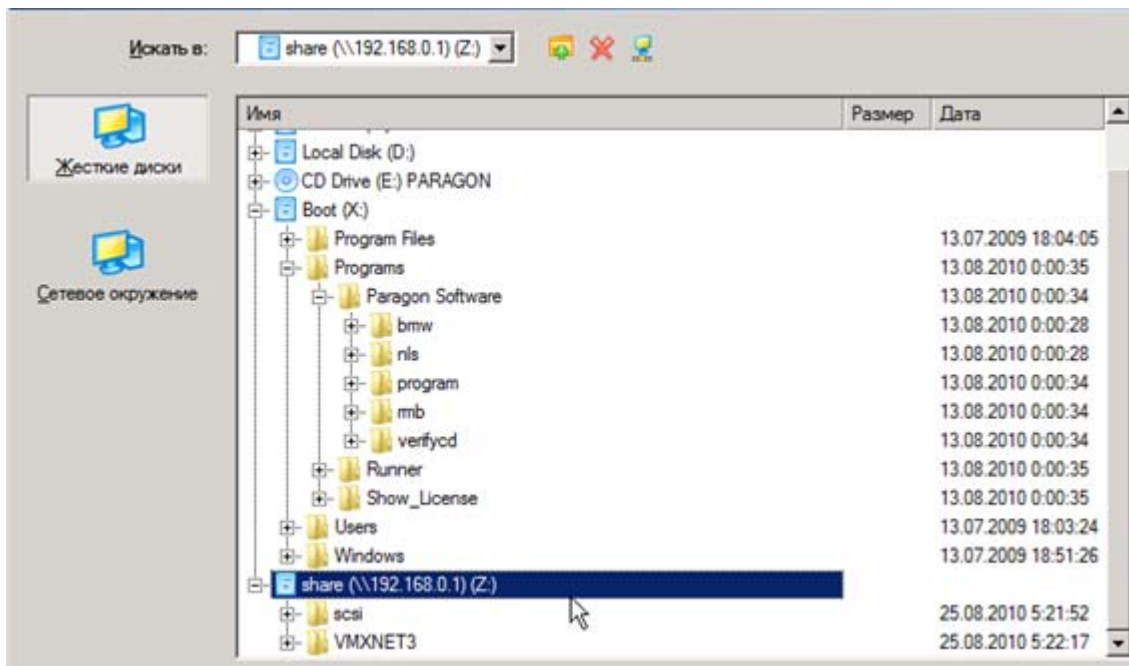 Искать в: share (\\192.168.0.1) (Z:)
Жесткие диски
Сетевое окружение
Имя Размер Дата
Local Disk (D:)
CD Drive (E:) PARAGON
Boot (X:)
Program Files 13.07.2009 18:04:05
Programs 13.08.2010 0:00:35
Paragon Software 13.08.2010 0:00:34
bmw 13.08.2010 0:00:28
nls 13.08.2010 0:00:28
program 13.08.2010 0:00:34
rmb 13.08.2010 0:00:34
verifycd 13.08.2010 0:00:34
Runner 13.08.2010 0:00:35
Show_License 13.08.2010 0:00:35
Users 13.07.2009 18:03:24
Windows 13.07.2009 18:51:26
share (\\192.168.0.1) (Z:)
scsi 25.08.2010 5:21:52
VMXNET3 25.08.2010 5:22:17